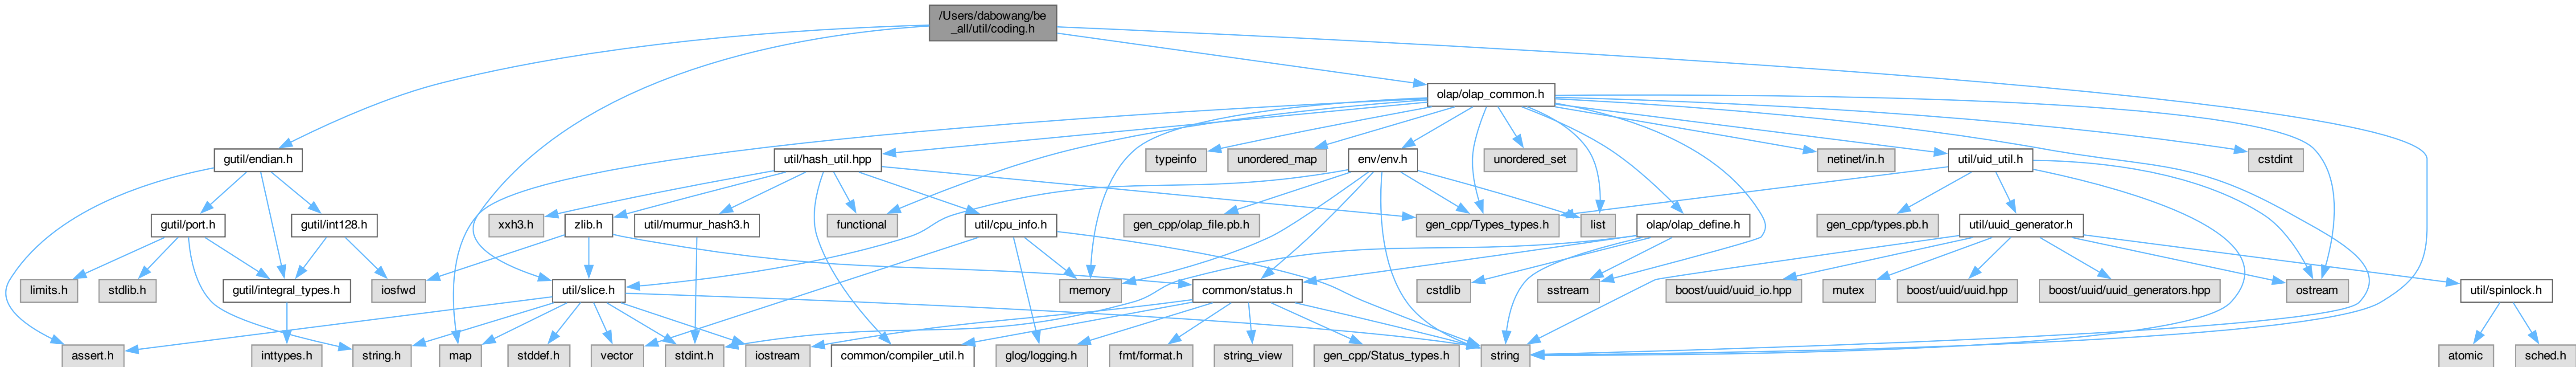 /Users/dabowang/be
_all/util/coding.h
olap/olap_common.h
gutil/endian.h
util/hash_util.hpp
typeinfo
unordered_map
env/env.h
unordered_set
netinet/in.h
util/uid_util.h
cstdint
gutil/port.h
gutil/int128.h
xxh3.h
zlib.h
util/murmur_hash3.h
functional
util/cpu_info.h
gen_cpp/olap_file.pb.h
gen_cpp/Types_types.h
list
olap/olap_define.h
gen_cpp/types.pb.h
util/uuid_generator.h
limits.h
stdlib.h
gutil/integral_types.h
iosfwd
util/slice.h
memory
common/status.h
cstdlib
sstream
boost/uuid/uuid_io.hpp
mutex
boost/uuid/uuid.hpp
boost/uuid/uuid_generators.hpp
ostream
util/spinlock.h
assert.h
inttypes.h
string.h
map
stddef.h
vector
stdint.h
iostream
common/compiler_util.h
glog/logging.h
fmt/format.h
string_view
gen_cpp/Status_types.h
string
atomic
sched.h